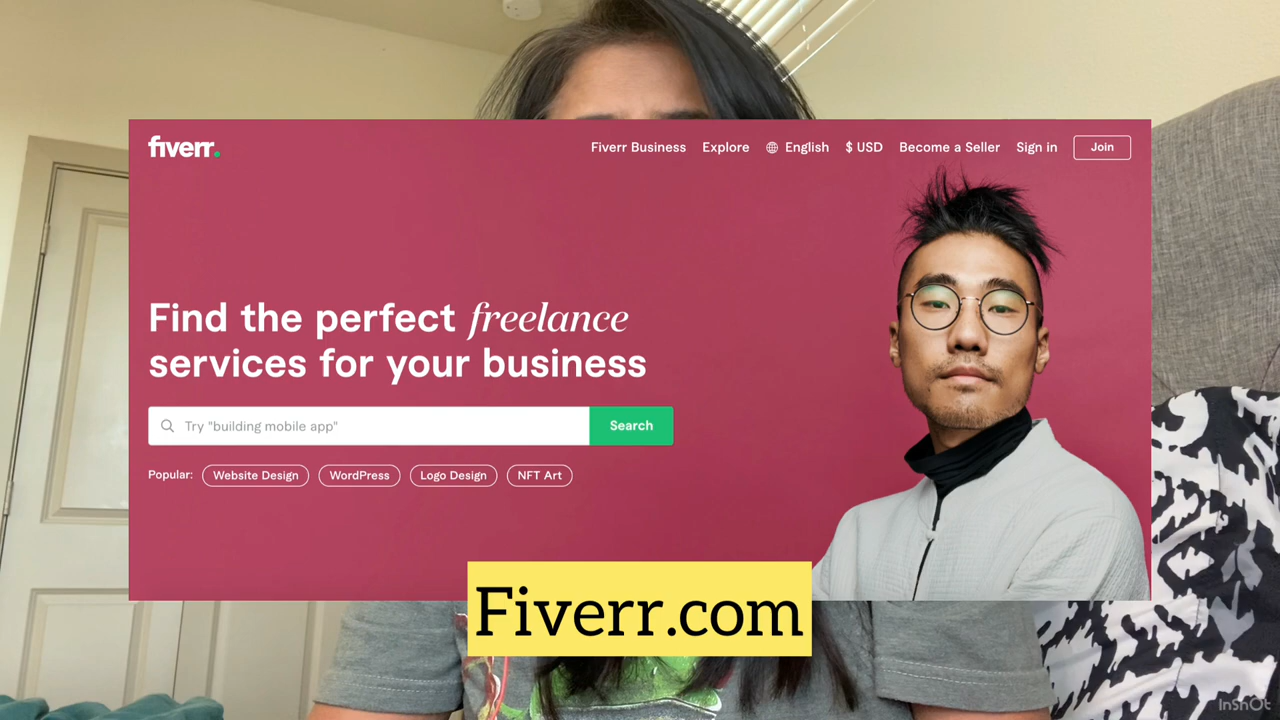 fiverr.
Fiverr Business Explore English $ USD Become a Seller Sign in Join
Find the perfect freelance
services for your business
Try "building mobile app" Search
Popular: Website Design WordPress Logo Design NFT Art
Fiverr.com
InShOt